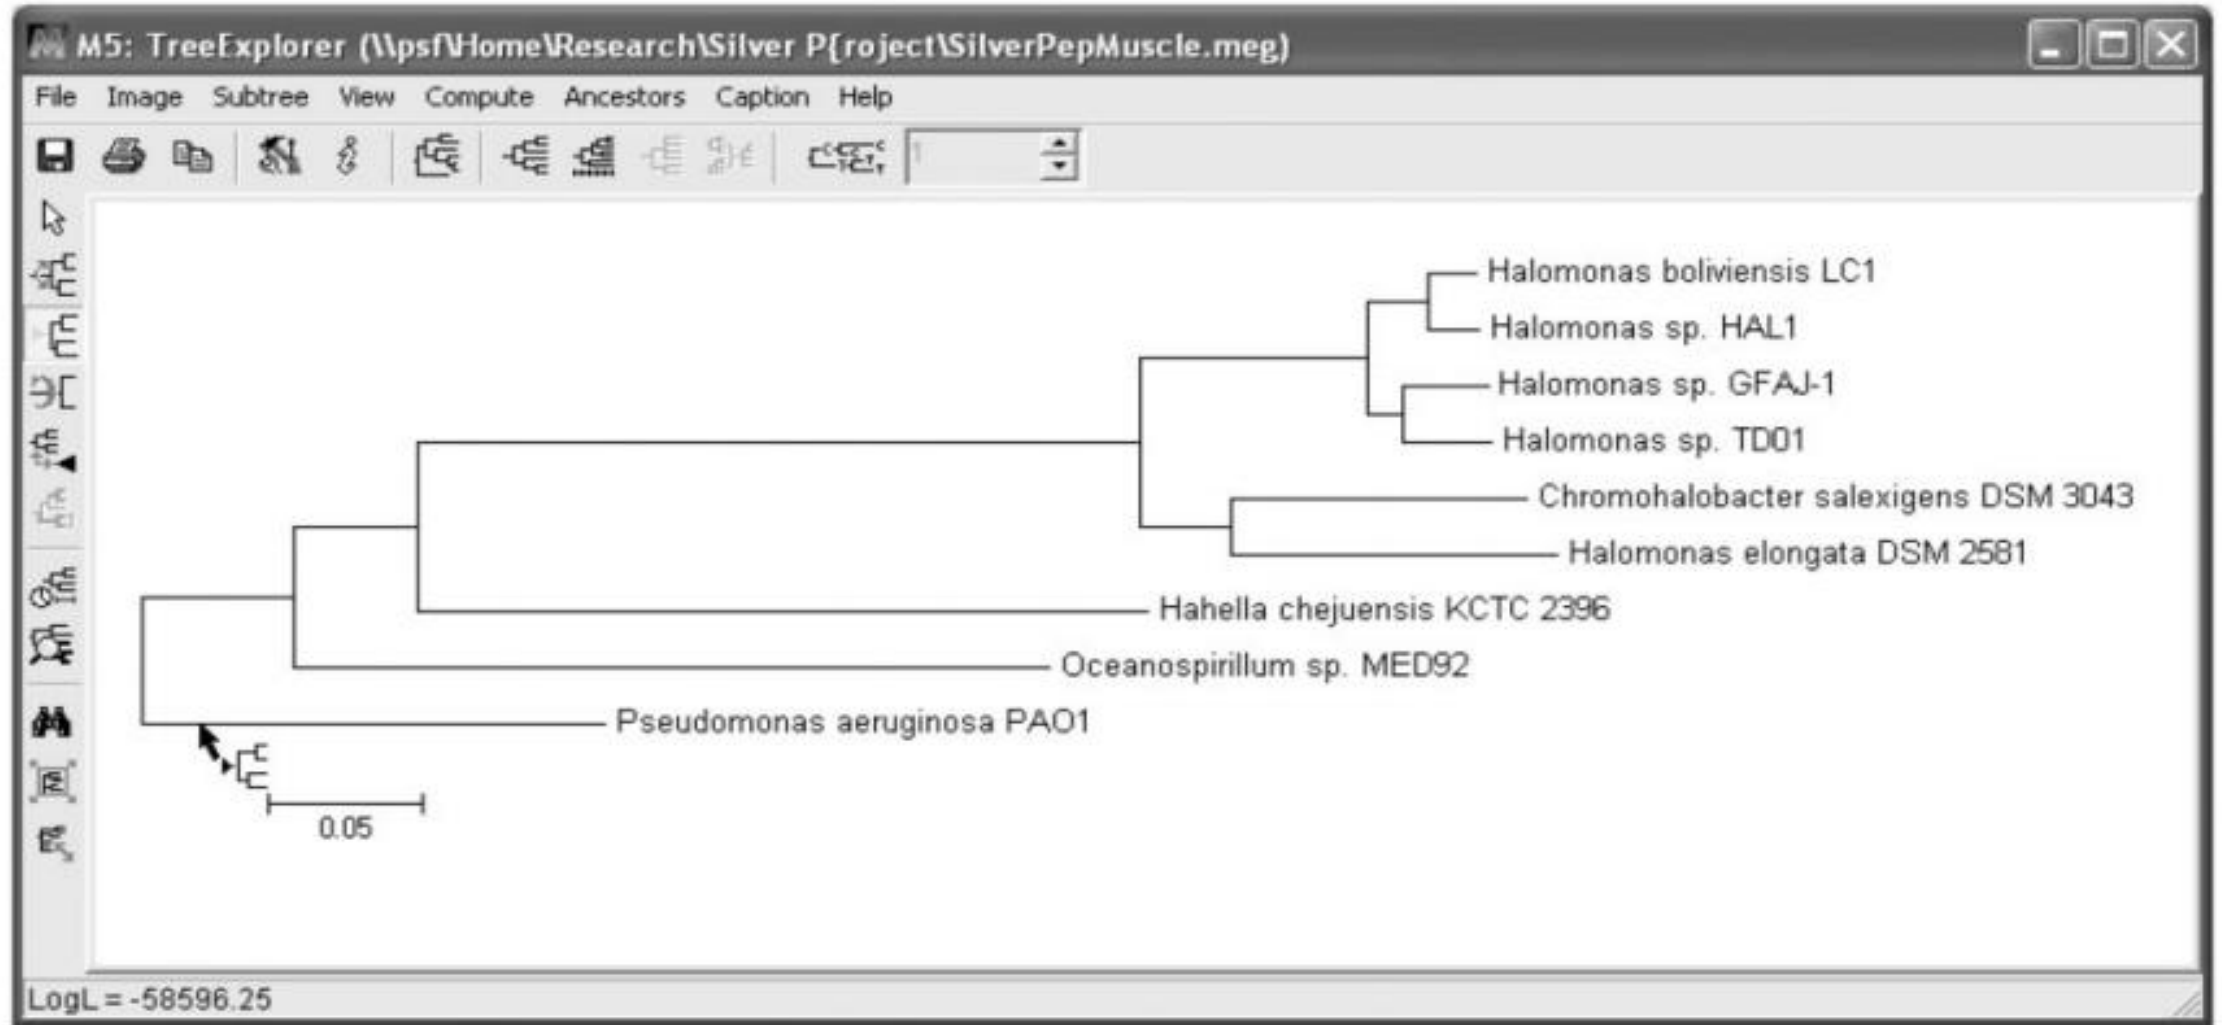 M5: TreeExplorer (\\psf\Home\Research\Silver P{roject\SilverPepMuscle.meg)
File Image Subtree View Compute Ancestors Caption Help
1
Halomonas boliviensis LC1
Halomonas sp. HAL1
Halomonas sp. GFAJ-1
Halomonas sp. TD01
Chromohalobacter salexigens DSM 3043
Halomonas elongata DSM 2581
Hahella chejuensis KCTC 2396
Oceanospirillum sp. MED92
Pseudomonas aeruginosa PAO1
0.05
LogL = -58596.25